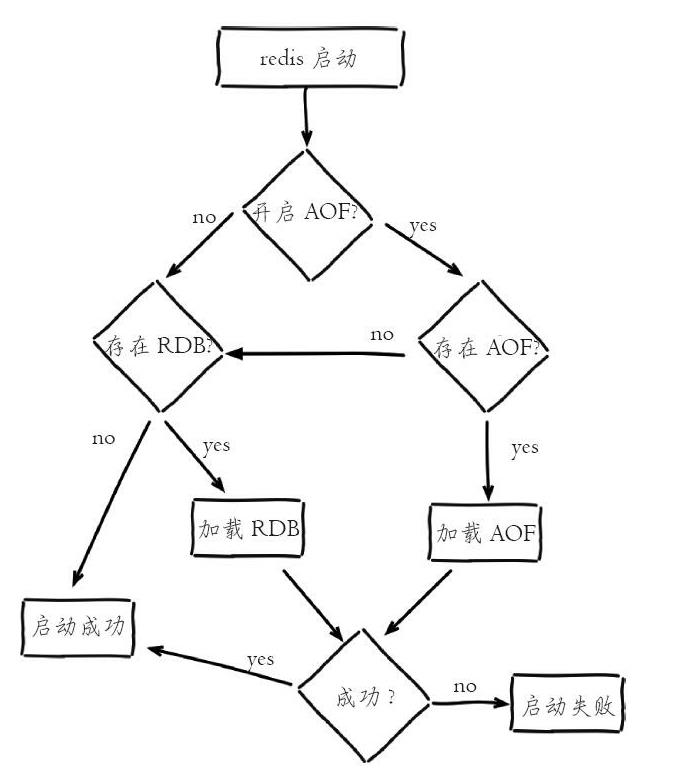 redis 启动
开启 AOF?
no
yes
存在 RDB?
no
存在 AOF?
no
yes
yes
加载 RDB
加载 AOF
启动成功
yes
成功?
no
启动失败